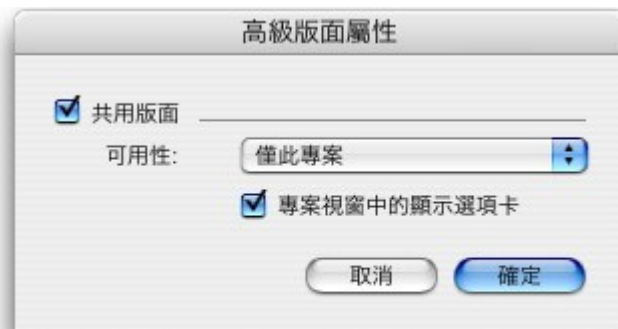 高級版面屬性
共用版面
可用性: 僅此專案
專案視窗中的顯示選項卡
取消 確定